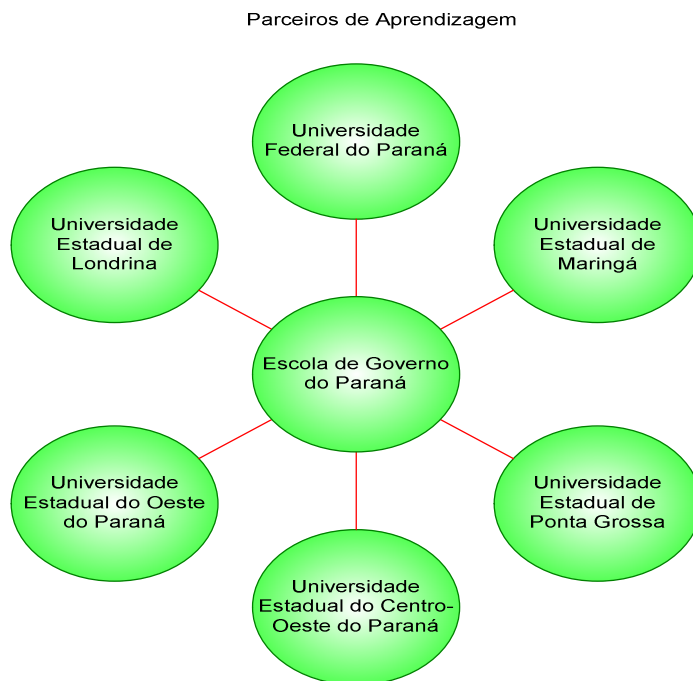 Parceiros de Aprendizagem
Universidade
Federal do Paraná
Universidade
Estadual de
Londrina
Universidade
Estadual de
Maringá
Escola de Governo
do Paraná
Universidade
Estadual do Oeste
do Paraná
Universidade
Estadual de
Ponta Grossa
Universidade
Estadual do Centro-
Oeste do Paraná